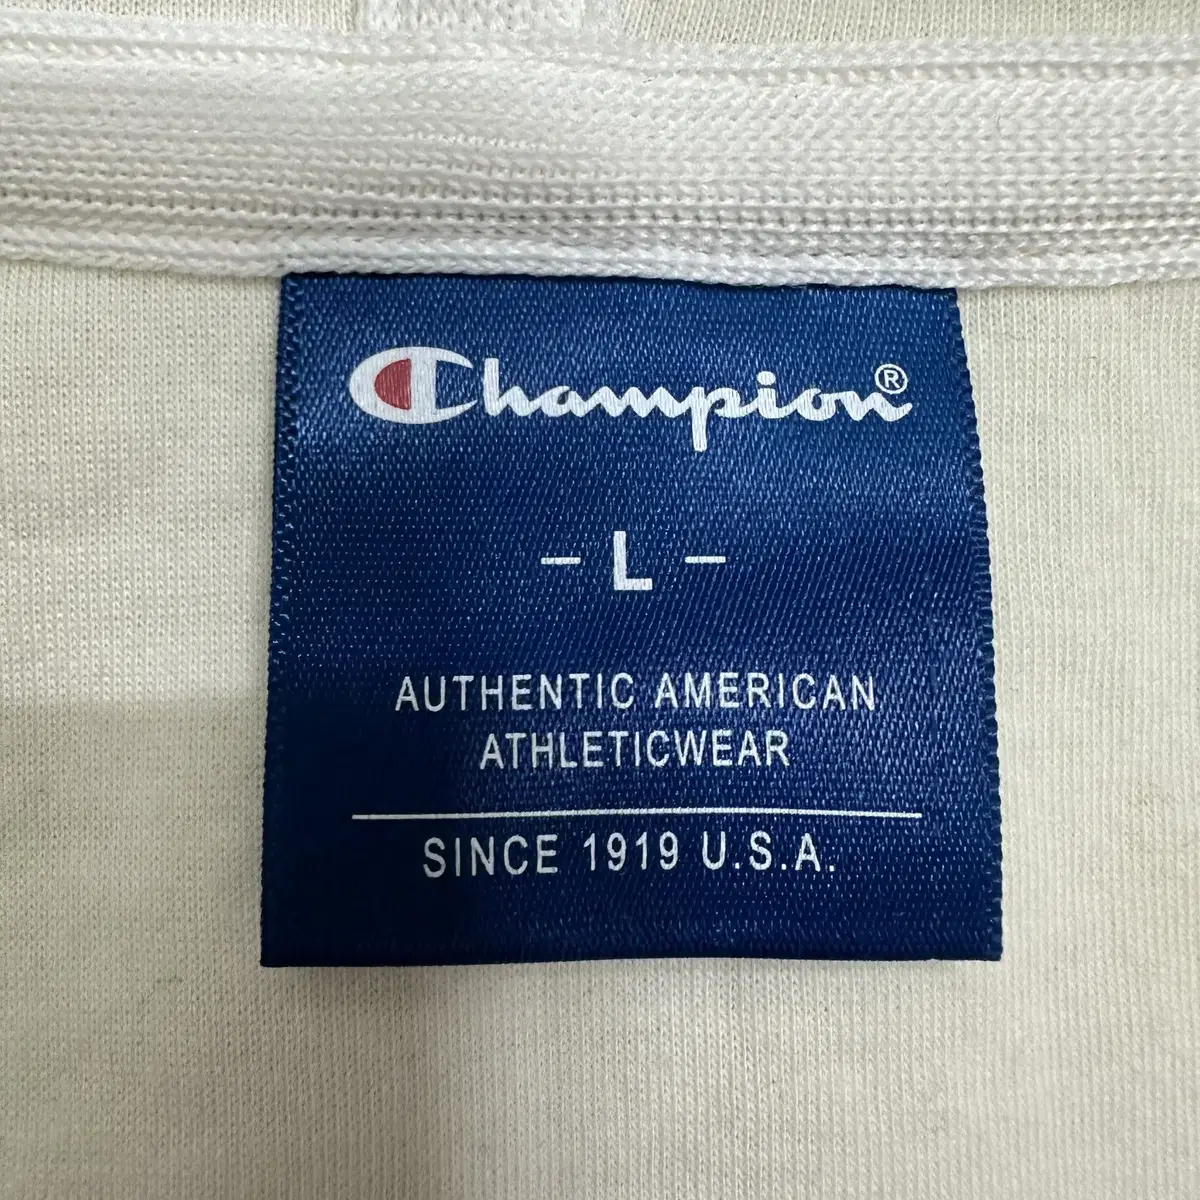 Champion®
- L -
AUTHENTIC AMERICAN
ATHLETICWEAR
SINCE 1919 U.S.A.